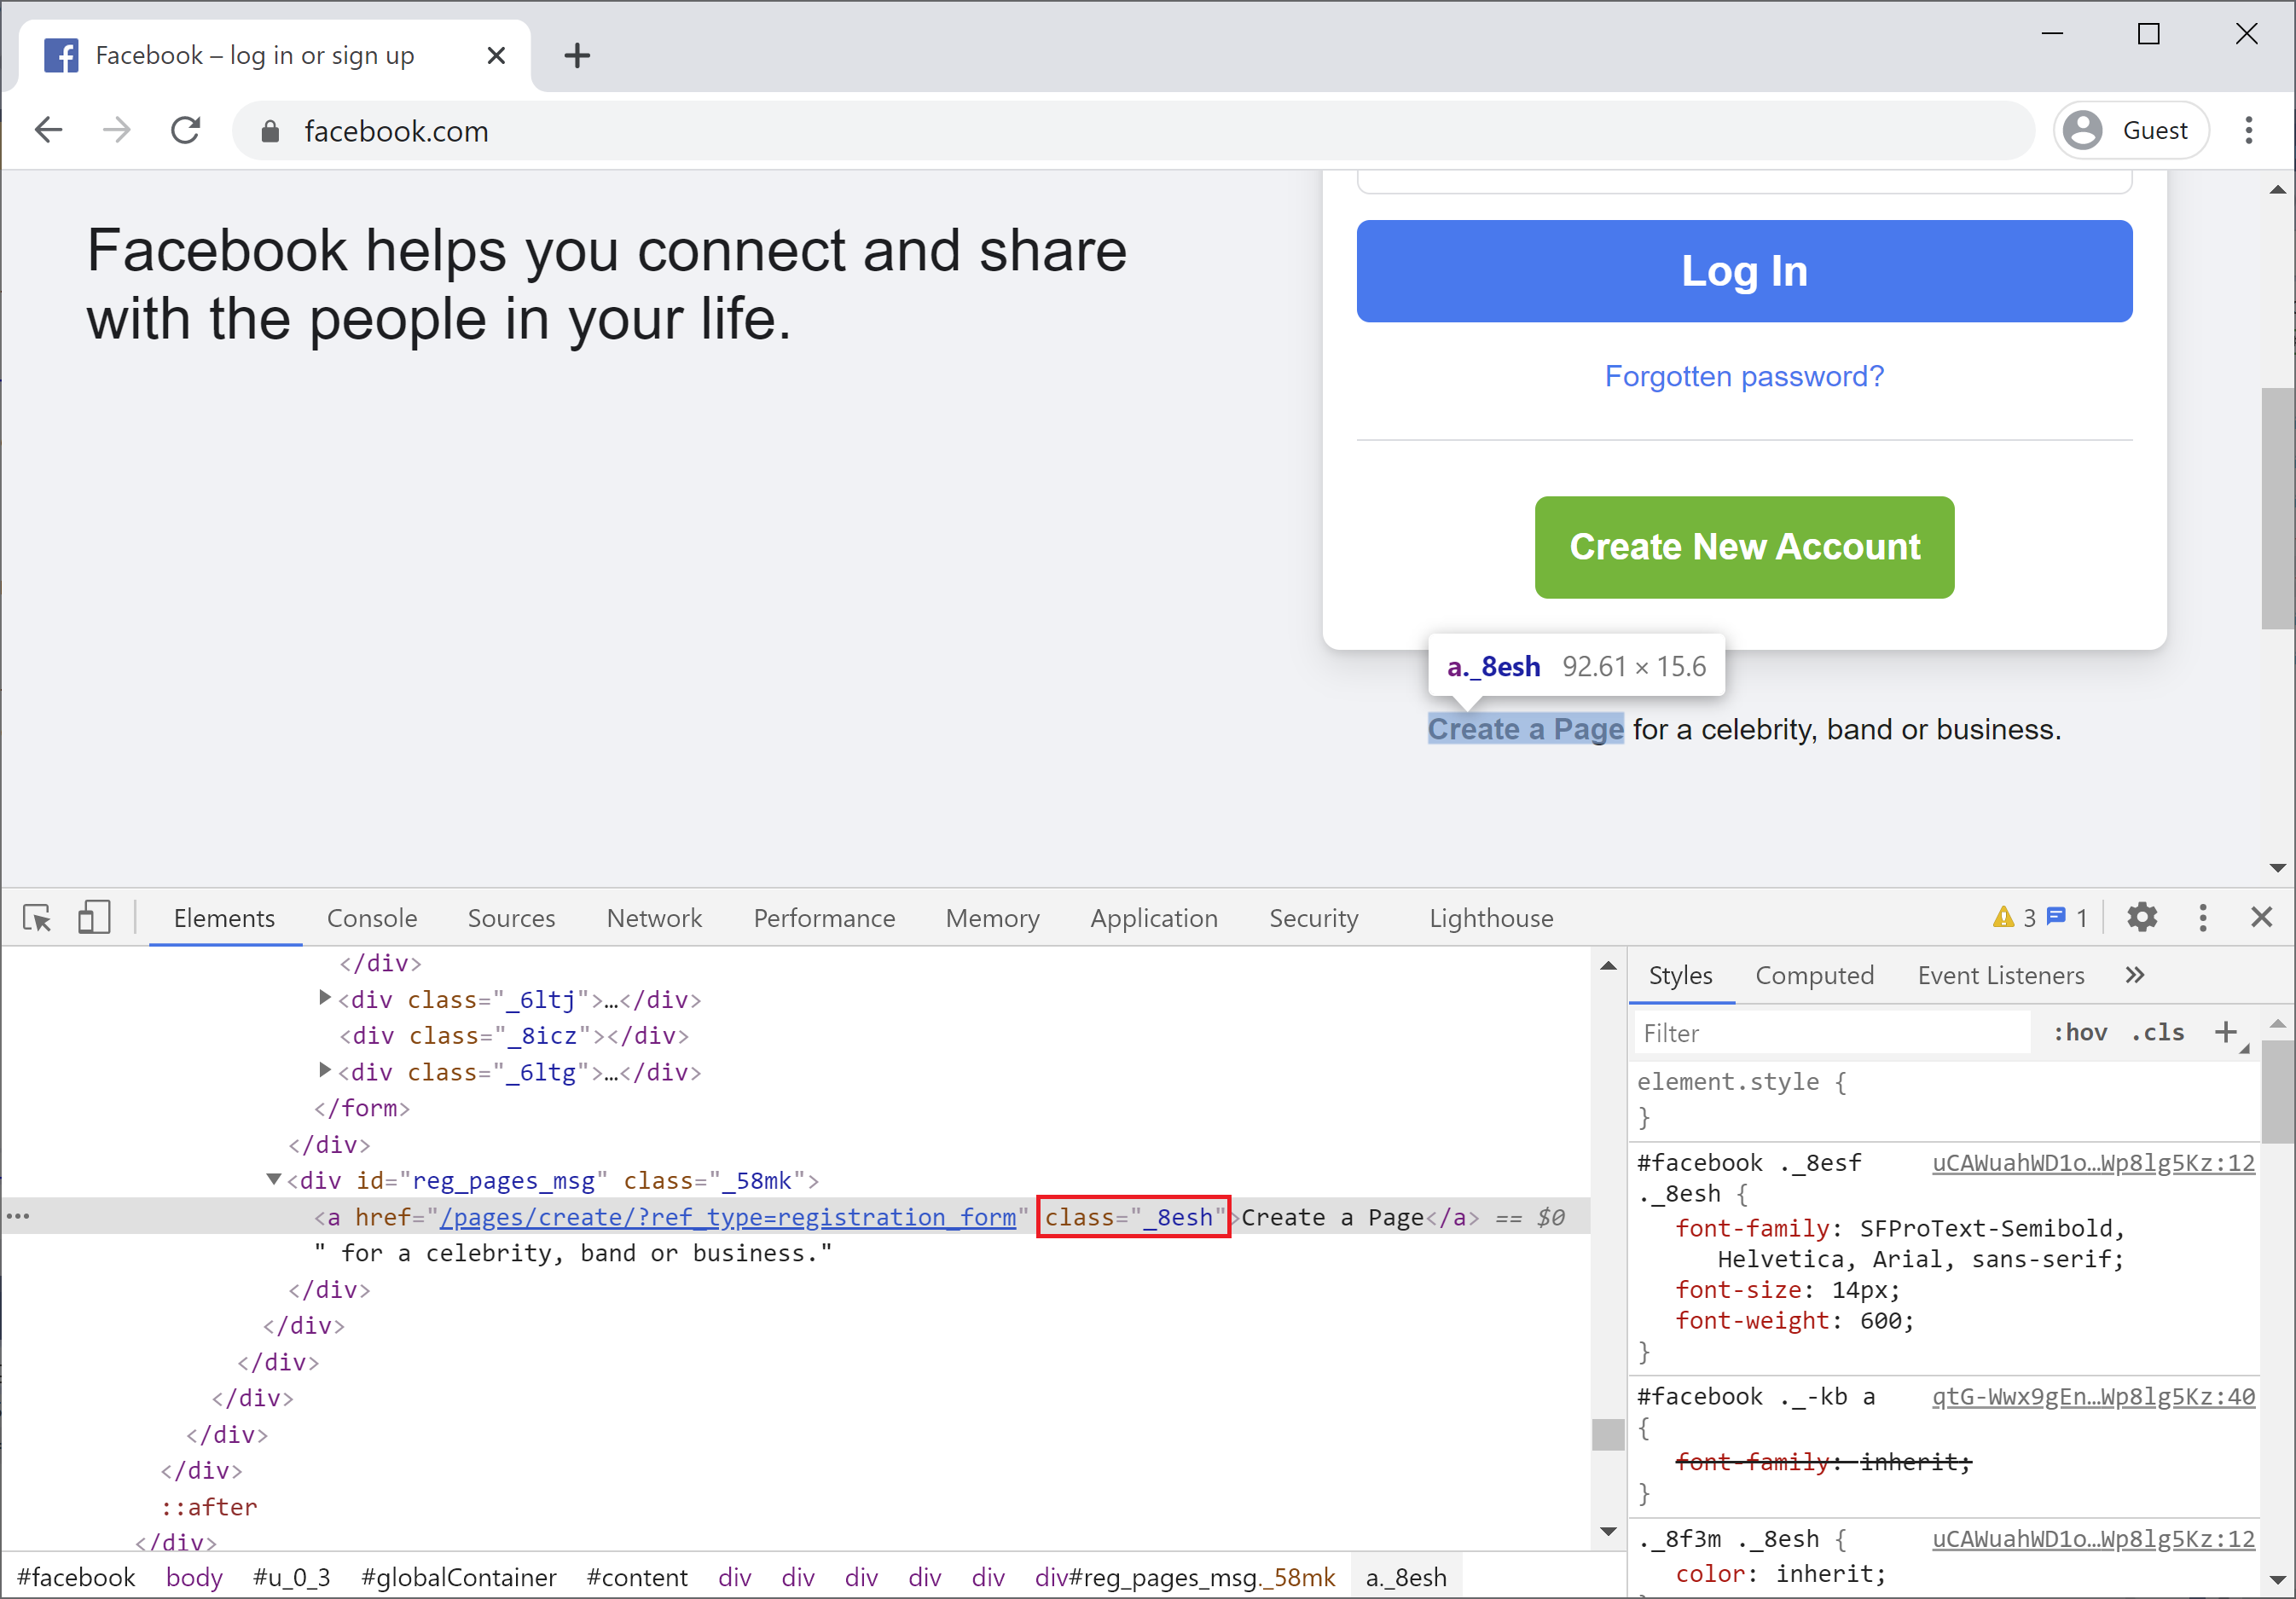 Facebook – log in or sign up
facebook.com
Guest
Facebook helps you connect and share
with the people in your life.
Log In
Forgotten password?
Create New Account
a._8esh 92.61 × 15.6
Create a Page for a celebrity, band or business.
Elements Console Sources Network Performance Memory Application Security Lighthouse 3 1
</div>
<div class="_6ltj">…</div>
<div class="_8icz"></div>
<div class="_6ltg">…</div>
</form>
</div>
<div id="reg_pages_msg" class="_58mk">
<a href="/pages/create/?ref_type=registration_form" class="_8esh">Create a Page</a> == $0
" for a celebrity, band or business."
</div>
</div>
</div>
</div>
</div>
</div>
::after
</div>
#facebook body #u_0_3 #globalContainer #content div div div div div div#reg_pages_msg._58mk a._8esh
Styles Computed Event Listeners
Filter :hov .cls
element.style {
}
#facebook ._8esf uCAWuahWD1o…Wp8lg5Kz:12
._8esh {
font-family: SFProText-Semibold,
Helvetica, Arial, sans-serif;
font-size: 14px;
font-weight: 600;
}
#facebook ._-kb a qtG-Wwx9gEn…Wp8lg5Kz:40
{
font-family: inherit;
}
._8f3m ._8esh { uCAWuahWD1o…Wp8lg5Kz:12
color: inherit;